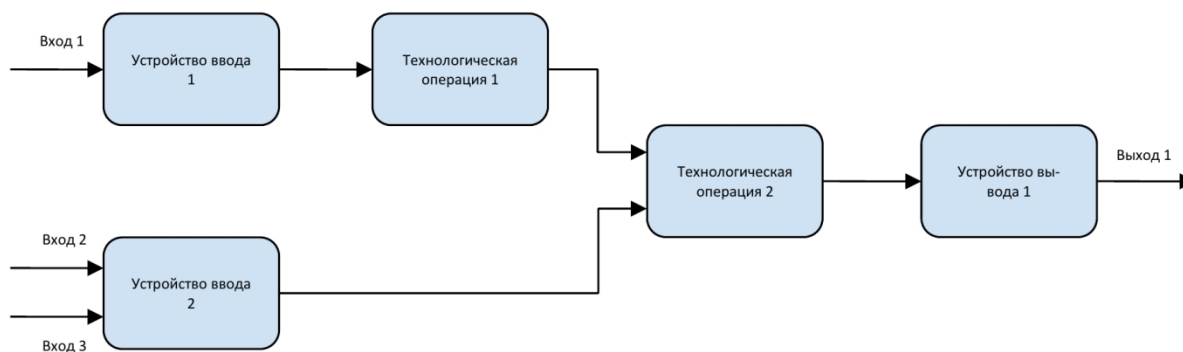 Вход 1
Устройство ввода
1
Технологическая
операция 1
Технологическая
операция 2
Устройство вы-
вода 1
Выход 1
Вход 2
Устройство ввода
2
Вход 3